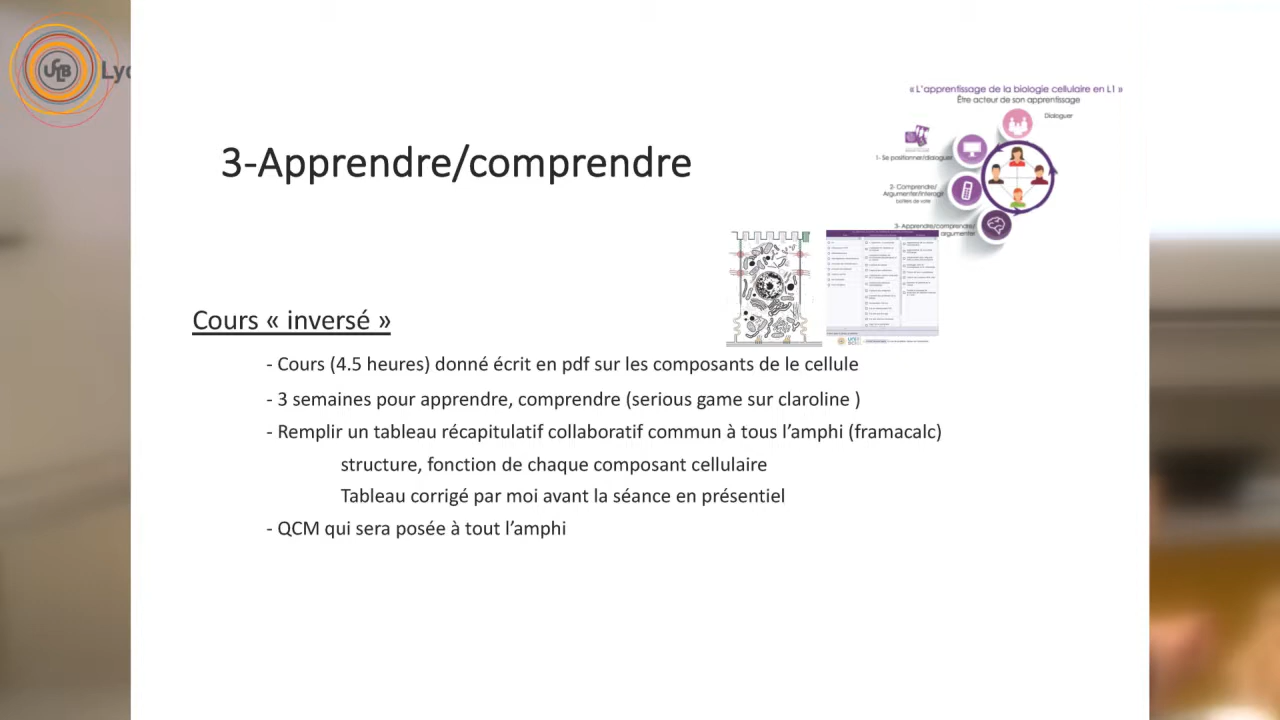 UCLB
Lyo
« L'apprentissage de la biologie cellulaire en L1 »
Être acteur de son apprentissage
Dialoguer
1- Se positionner/dialoguer
3- Comprendre/
Argumenter/interagir
boitiers de vote
3- Apprendre/comprendre/
argumenter
3-Apprendre/comprendre
Cours « inversé »
- Cours (4.5 heures) donné écrit en pdf sur les composants de le cellule
- 3 semaines pour apprendre, comprendre (serious game sur claroline )
- Remplir un tableau récapitulatif collaboratif commun à tous l'amphi (framacalc)
structure, fonction de chaque composant cellulaire
Tableau corrigé par moi avant la séance en présentiel
- QCM qui sera posée à tout l'amphi